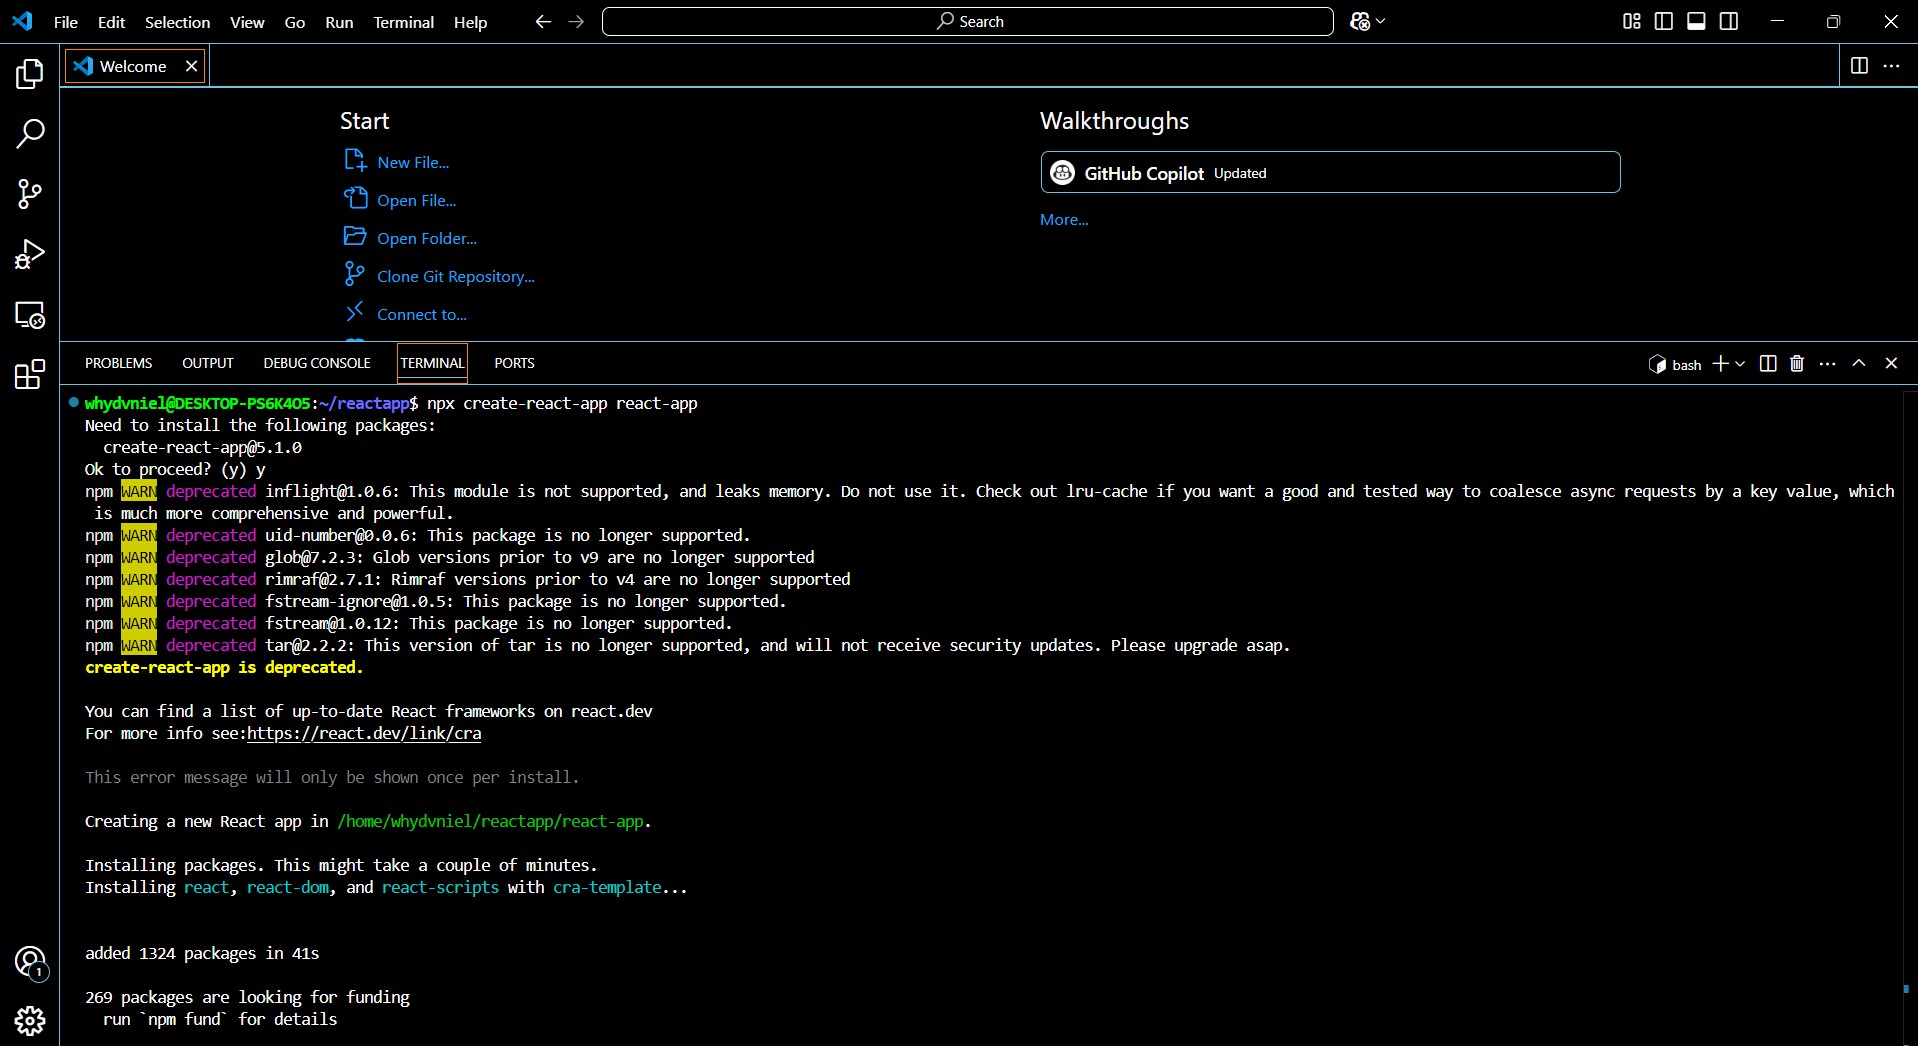 File Edit Selection View Go Run Terminal Help Search
Welcome
Start
New File...
Open File...
Open Folder...
Clone Git Repository...
Connect to...
Walkthroughs
GitHub Copilot Updated
More...
PROBLEMS OUTPUT DEBUG CONSOLE TERMINAL PORTS bash
whydvniel@DESKTOP-PS6K4O5:~/reactapp$ npx create-react-app react-app
Need to install the following packages:
create-react-app@5.1.0
Ok to proceed? (y) y
npm WARN deprecated inflight@1.0.6: This module is not supported, and leaks memory. Do not use it. Check out lru-cache if you want a good and tested way to coalesce async requests by a key value, which
is much more comprehensive and powerful.
npm WARN deprecated uid-number@0.0.6: This package is no longer supported.
npm WARN deprecated glob@7.2.3: Glob versions prior to v9 are no longer supported
npm WARN deprecated rimraf@2.7.1: Rimraf versions prior to v4 are no longer supported
npm WARN deprecated fstream-ignore@1.0.5: This package is no longer supported.
npm WARN deprecated fstream@1.0.12: This package is no longer supported.
npm WARN deprecated tar@2.2.2: This version of tar is no longer supported, and will not receive security updates. Please upgrade asap.
create-react-app is deprecated.
You can find a list of up-to-date React frameworks on react.dev
For more info see:https://react.dev/link/cra
This error message will only be shown once per install.
Creating a new React app in /home/whydvniel/reactapp/react-app.
Installing packages. This might take a couple of minutes.
Installing react, react-dom, and react-scripts with cra-template...
added 1324 packages in 41s
269 packages are looking for funding
run `npm fund` for details
1